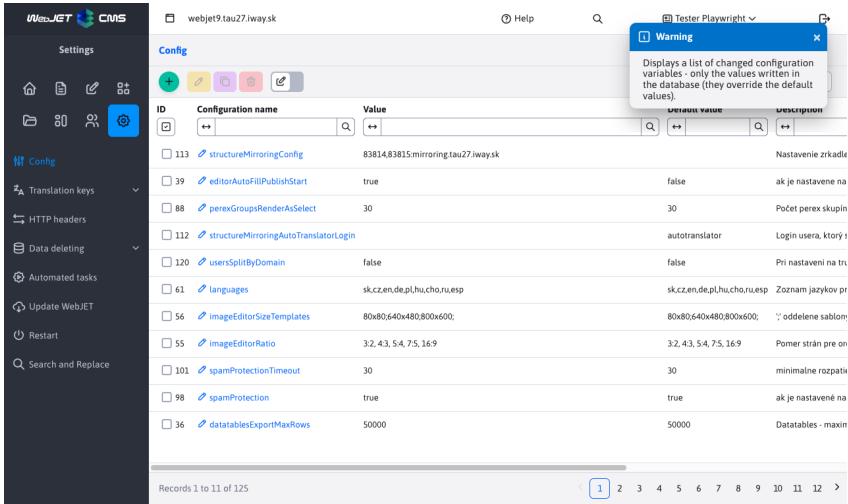 WebJET CMS
webjet9.tau27.iway.sk
Help
Tester Playwright
Settings
Config
Warning
Displays a list of changed configuration
variables - only the values written in
the database (they override the default
values).
ID Configuration name Value Default value Description
113 structureMirroringConfig 83814,83815:mirroring.tau27.iway.sk Nastavenie zrkadle
39 editorAutoFillPublishStart true false ak je nastavene na
88 perexGroupsRenderAsSelect 30 30 Počet perex skupín
112 structureMirroringAutoTranslatorLogin autotranslator Login usera, ktorý s
120 usersSplitByDomain false false Pri nastaveni na tru
61 languages sk,cz,en,de,pl,hu,cho,ru,esp sk,cz,en,de,pl,hu,cho,ru,esp Zoznam jazykov pr
56 imageEditorSizeTemplates 80x80;640x480;800x600; 80x80;640x480;800x600; ';' oddelene sablony
55 imageEditorRatio 3:2, 4:3, 5:4, 7:5, 16:9 3:2, 4:3, 5:4, 7:5, 16:9 Pomer strán pre ore
101 spamProtectionTimeout 30 30 minimalne rozpatie
98 spamProtection true true ak je nastavené na
36 datatablesExportMaxRows 50000 50000 Datatables - maxim
Config
Translation keys
HTTP headers
Data deleting
Automated tasks
Update WebJET
Restart
Search and Replace
Records 1 to 11 of 125
1 2 3 4 5 6 7 8 9 10 11 12